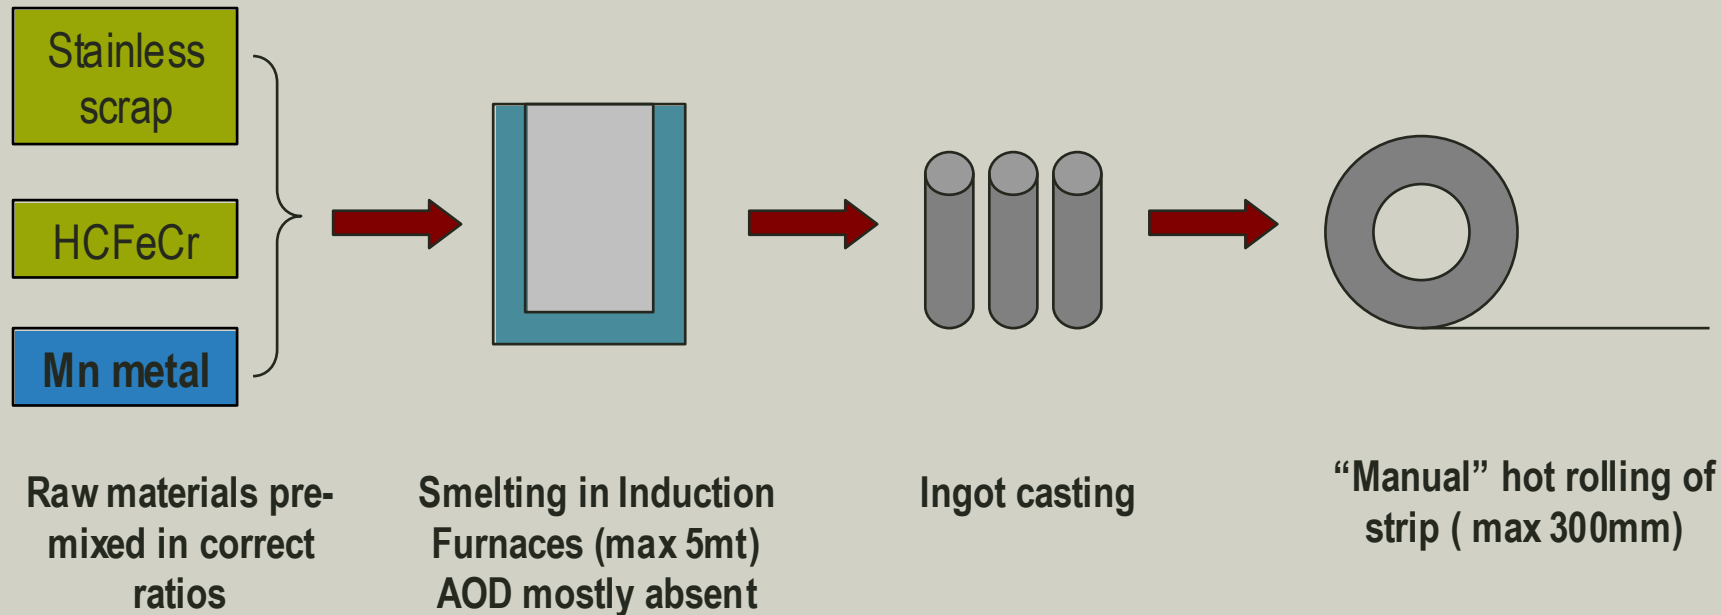 Stainless
scrap
HCFeCr
Mn metal
Raw materials pre-
mixed in correct
ratios
Smelting in Induction
Furnaces (max 5mt)
AOD mostly absent
Ingot casting
“Manual” hot rolling of
strip ( max 300mm)